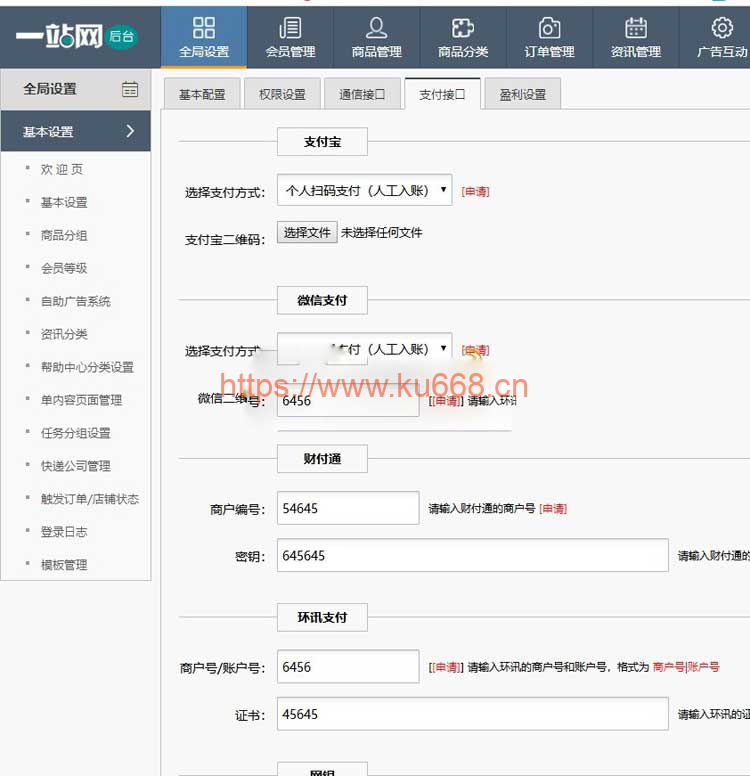 一站网 后台
全局设置 会员管理 商品管理 商品分类 订单管理 资讯管理 广告互动
全局设置
基本设置
欢 迎 页
基本设置
商品分组
会员等级
自助广告系统
资讯分类
帮助中心分类设置
单内容页面管理
任务分组设置
快递公司管理
触发订单/店铺状态
登录日志
模板管理
基本配置 权限设置 通信接口 支付接口 盈利设置
支付宝
选择支付方式: 个人扫码支付（人工入账） [申请]
支付宝二维码: 选择文件 未选择任何文件
微信支付
选择支付方式 支付（人工入账） [申请]
https://www.ku668.cn
微信二维号: 6456 [[申请]] 请输入环讯
财付通
商户编号: 54645 请输入财付通的商户号 [申请]
密钥: 645645 请输入财付通的
环讯支付
商户号/账户号: 6456 [[申请]] 请输入环讯的商户号和账户号，格式为 商户号|账户号
证书: 45645 请输入环讯的证
网银